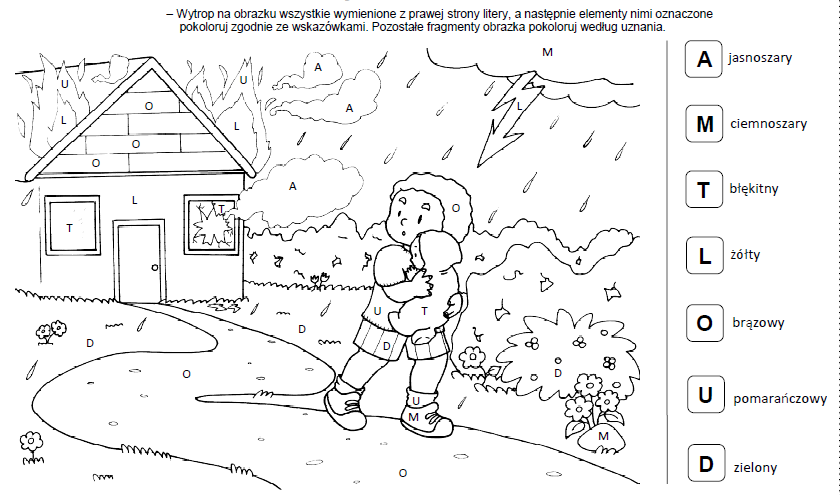 – Wytrop na obrazku wszystkie wymienione z prawej strony litery, a następnie elementy nimi oznaczone
pokoloruj zgodnie ze wskazówkami. Pozostałe fragmenty obrazka pokoloruj według uznania.
M
A jasnoszary
A
U
U
L
O
A
L
L
M ciemnoszary
O
O
A
T błękitny
L
T
T
O
L żółty
U
T
O brązowy
D
D
D
D
O
U pomarańczowy
U
M
M
D zielony
O